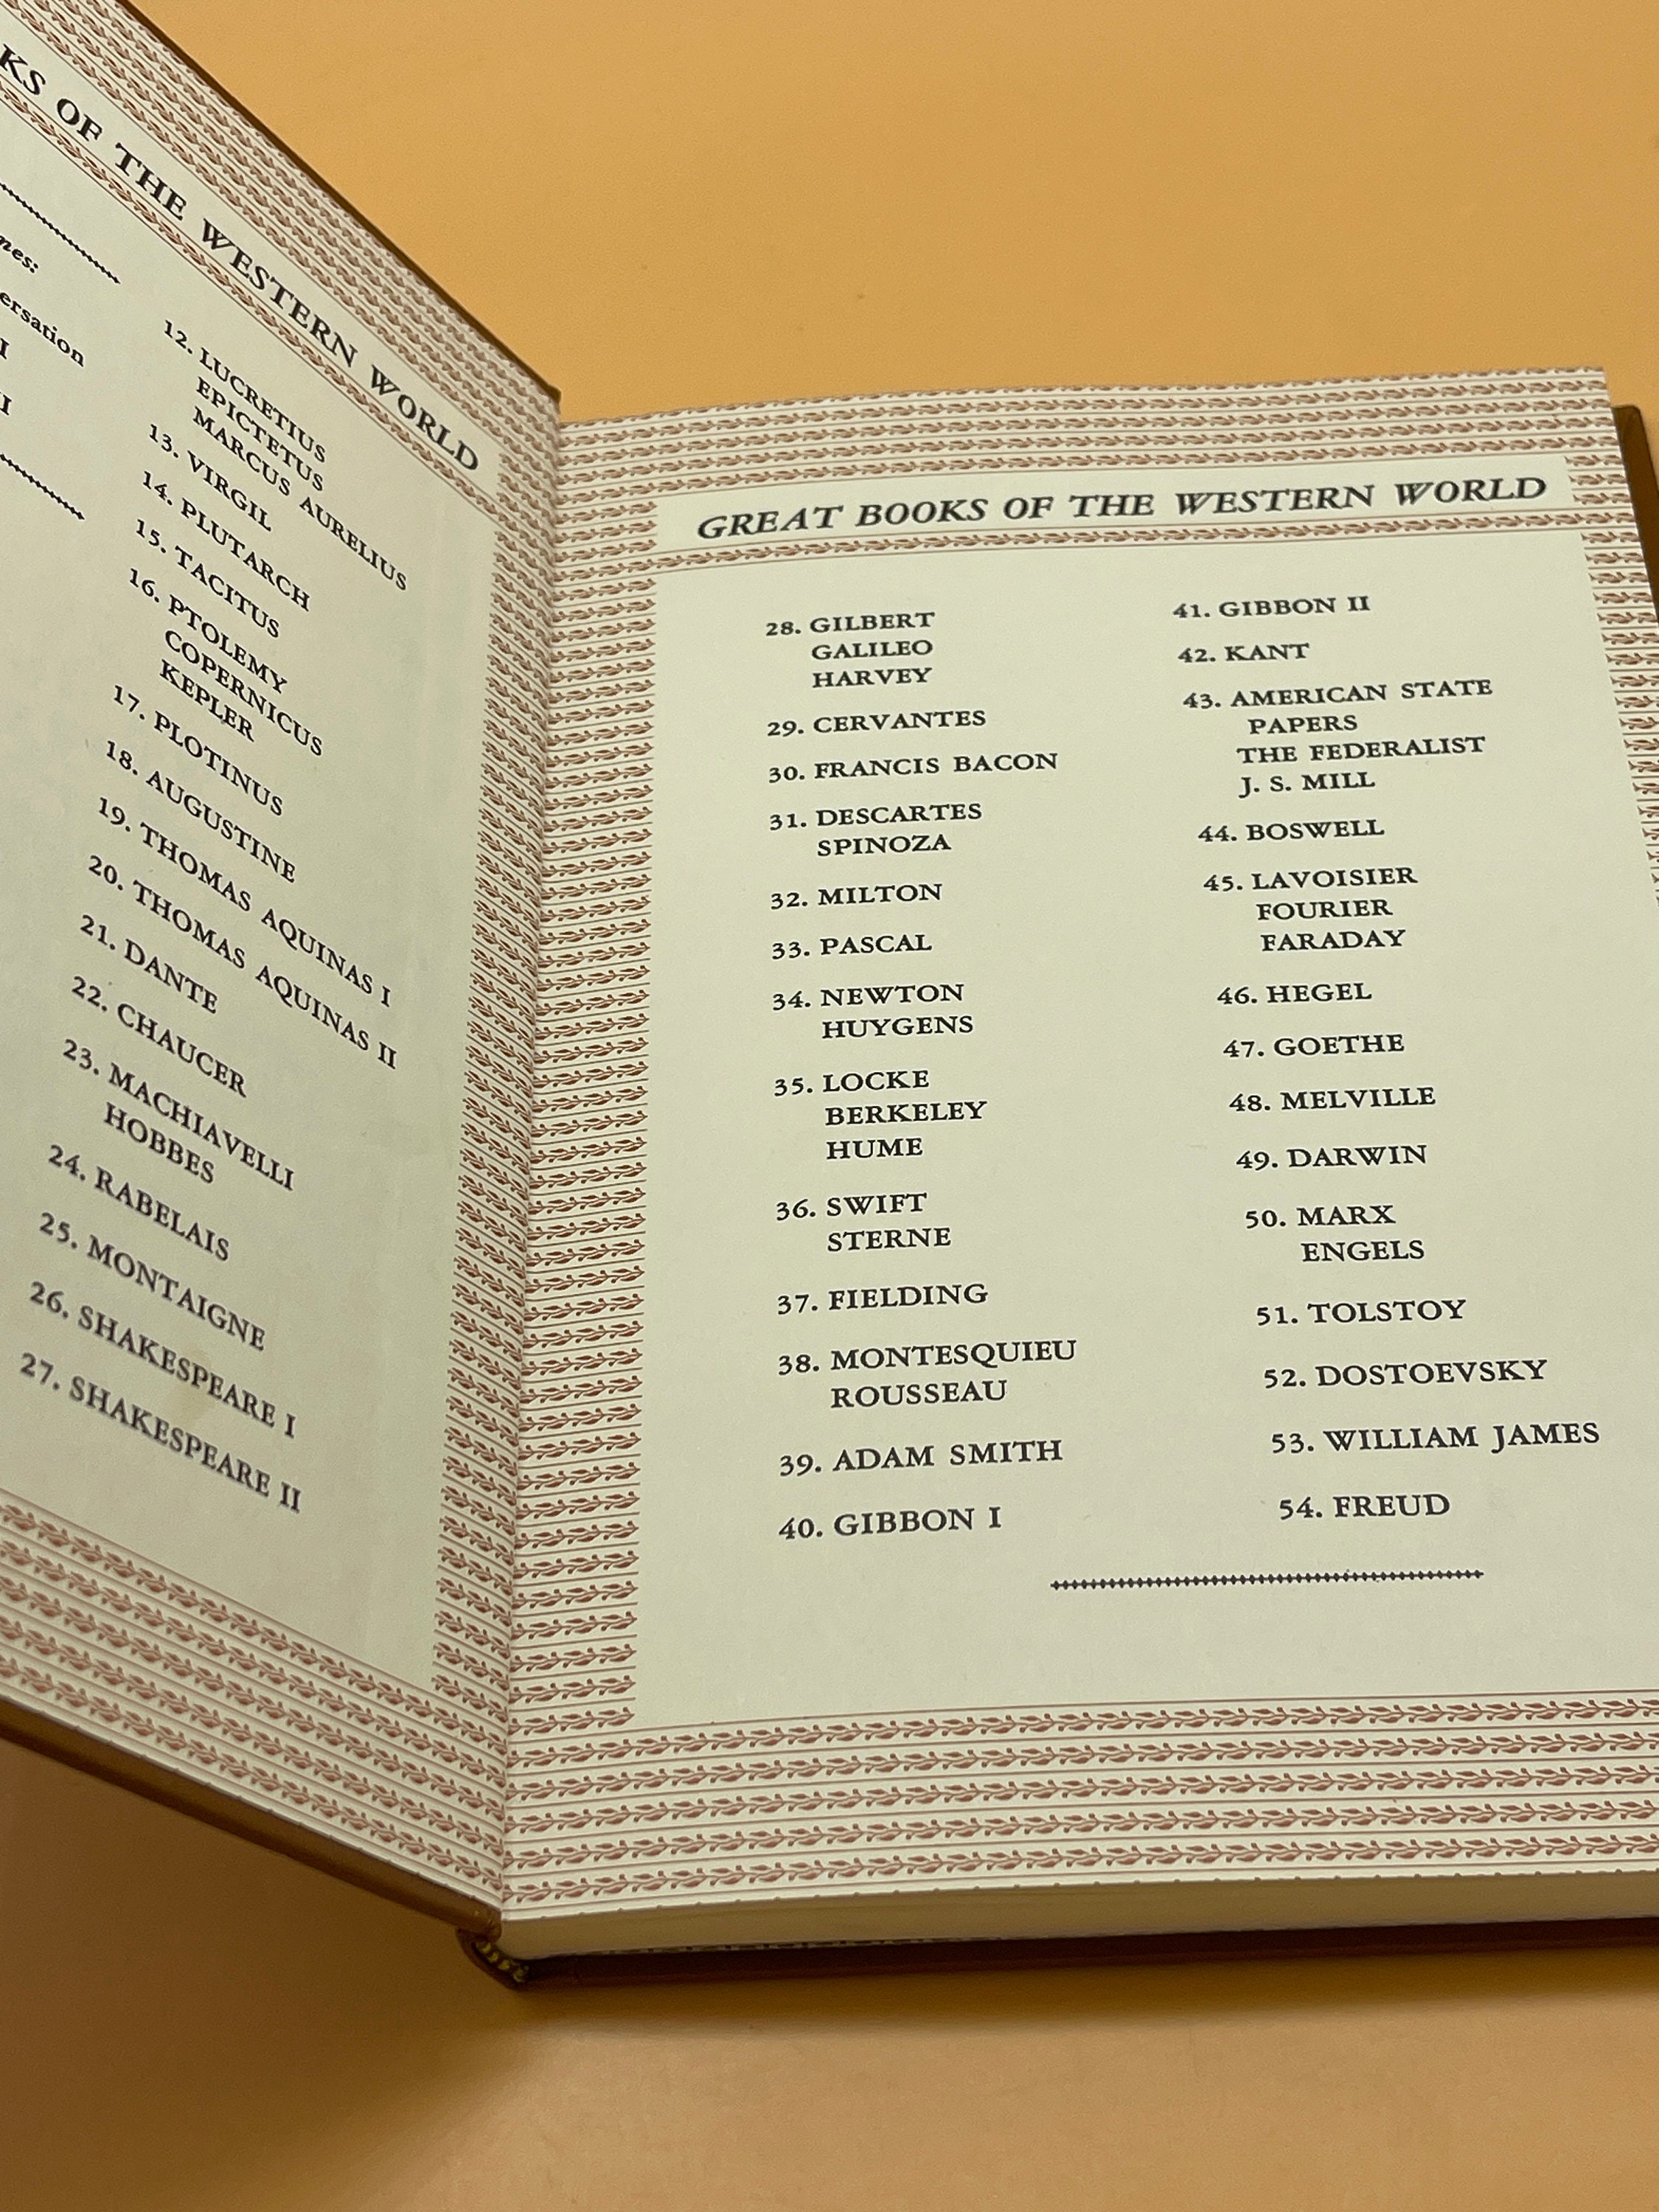 KS OF THE WESTERN WORLD
ersation
I
I
12. LUCRETIUS
EPICTETUS
MARCUS AURELIUS
13. VIRGIL
14. PLUTARCH
15. TACITUS
16. PTOLEMY
COPERNICUS
KEPLER
17. PLOTINUS
18. AUGUSTINE
19. THOMAS AQUINAS I
20. THOMAS AQUINAS II
21. DANTE
22. CHAUCER
23. MACHIAVELLI
HOBBES
24. RABELAIS
25. MONTAIGNE
26. SHAKESPEARE I
27. SHAKESPEARE II
GREAT BOOKS OF THE WESTERN WORLD
28. GILBERT
GALILEO
HARVEY
29. CERVANTES
30. FRANCIS BACON
31. DESCARTES
SPINOZA
32. MILTON
33. PASCAL
34. NEWTON
HUYGENS
35. LOCKE
BERKELEY
HUME
36. SWIFT
STERNE
37. FIELDING
38. MONTESQUIEU
ROUSSEAU
39. ADAM SMITH
40. GIBBON I
41. GIBBON II
42. KANT
43. AMERICAN STATE
PAPERS
THE FEDERALIST
J. S. MILL
44. BOSWELL
45. LAVOISIER
FOURIER
FARADAY
46. HEGEL
47. GOETHE
48. MELVILLE
49. DARWIN
50. MARX
ENGELS
51. TOLSTOY
52. DOSTOEVSKY
53. WILLIAM JAMES
54. FREUD